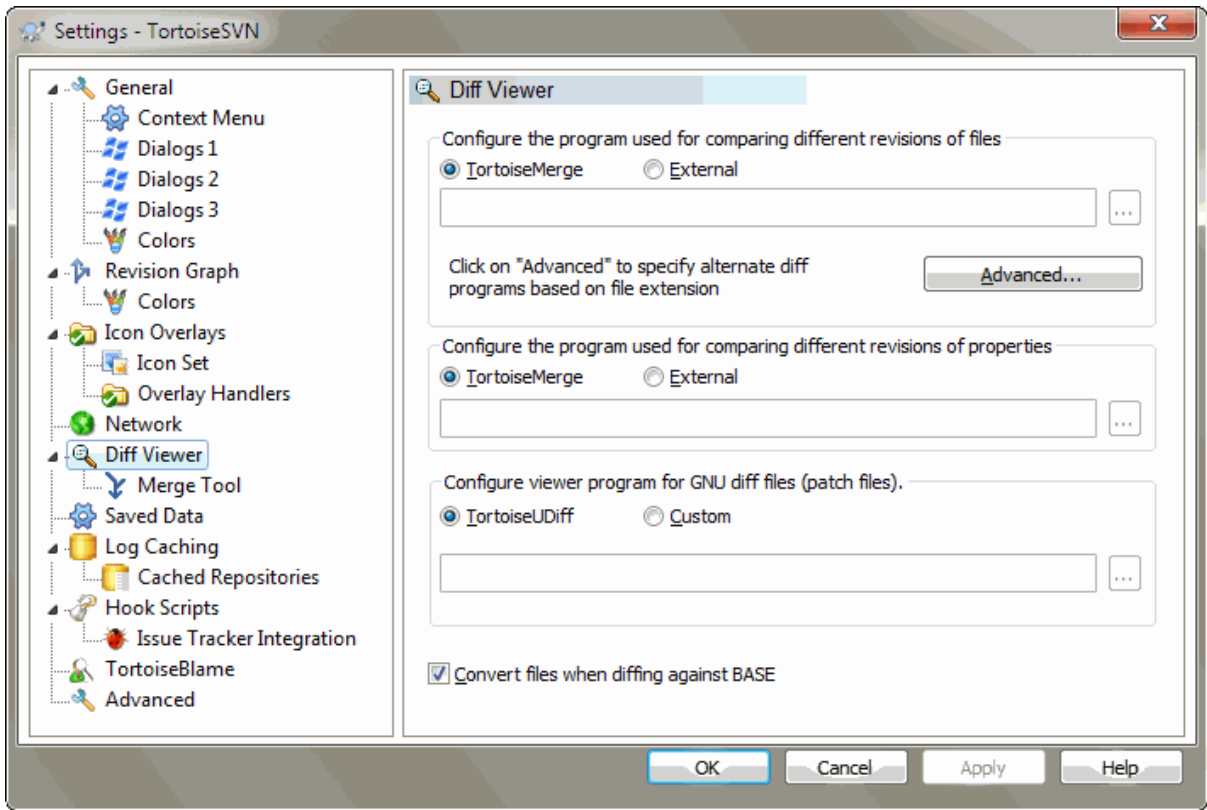 Settings - TortoiseSVN
General
Context Menu
Dialogs 1
Dialogs 2
Dialogs 3
Colors
Revision Graph
Colors
Icon Overlays
Icon Set
Overlay Handlers
Network
Diff Viewer
Merge Tool
Saved Data
Log Caching
Cached Repositories
Hook Scripts
Issue Tracker Integration
TortoiseBlame
Advanced
Diff Viewer
Configure the program used for comparing different revisions of files
TortoiseMerge External
...
Click on "Advanced" to specify alternate diff
programs based on file extension
Advanced...
Configure the program used for comparing different revisions of properties
TortoiseMerge External
...
Configure viewer program for GNU diff files (patch files).
TortoiseUDiff Custom
...
Convert files when diffing against BASE
OK Cancel Apply Help